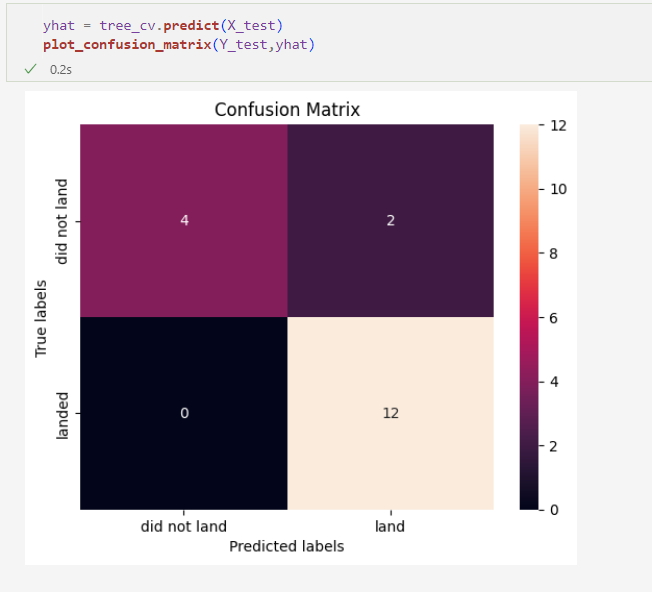 yhat = tree_cv.predict(X_test)
plot_confusion_matrix(Y_test,yhat)
0.2s
Confusion Matrix
12
10
8
6
4
2
0
True labels
did not land
landed
4
2
0
12
did not land
land
Predicted labels